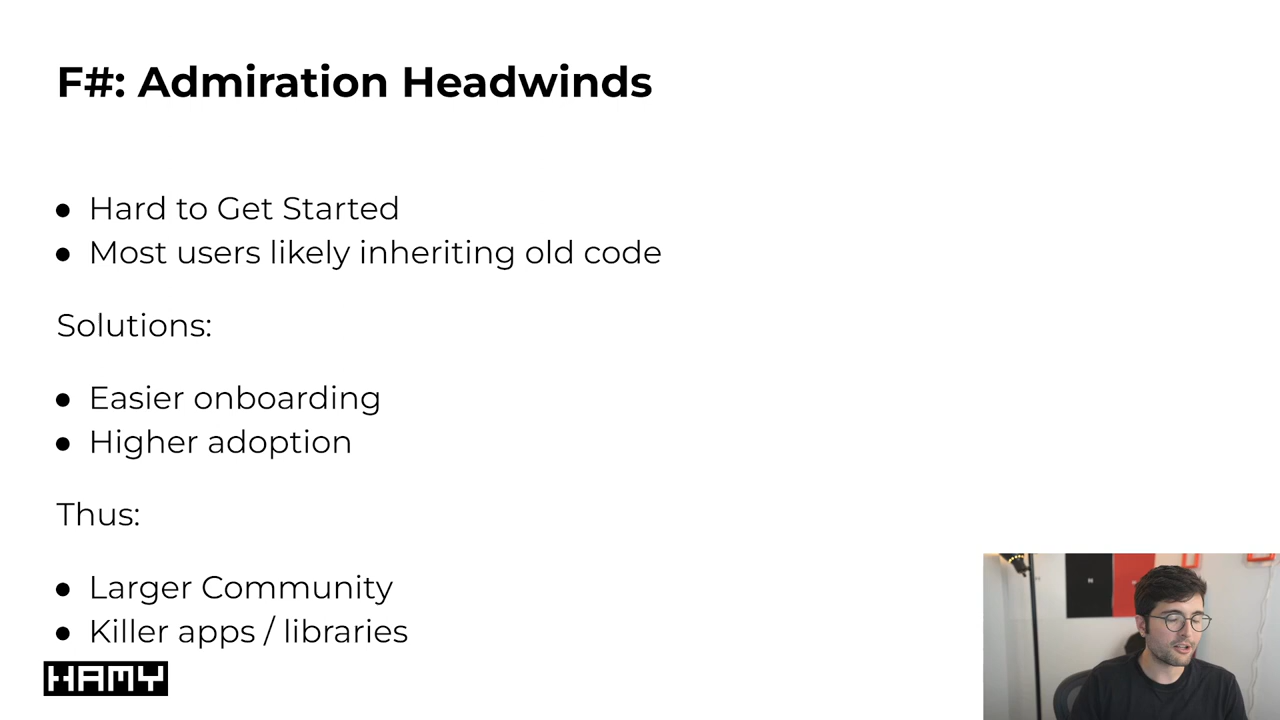 F#: Admiration Headwinds
● Hard to Get Started
● Most users likely inheriting old code
Solutions:
● Easier onboarding
● Higher adoption
Thus:
● Larger Community
● Killer apps / libraries
HAMY